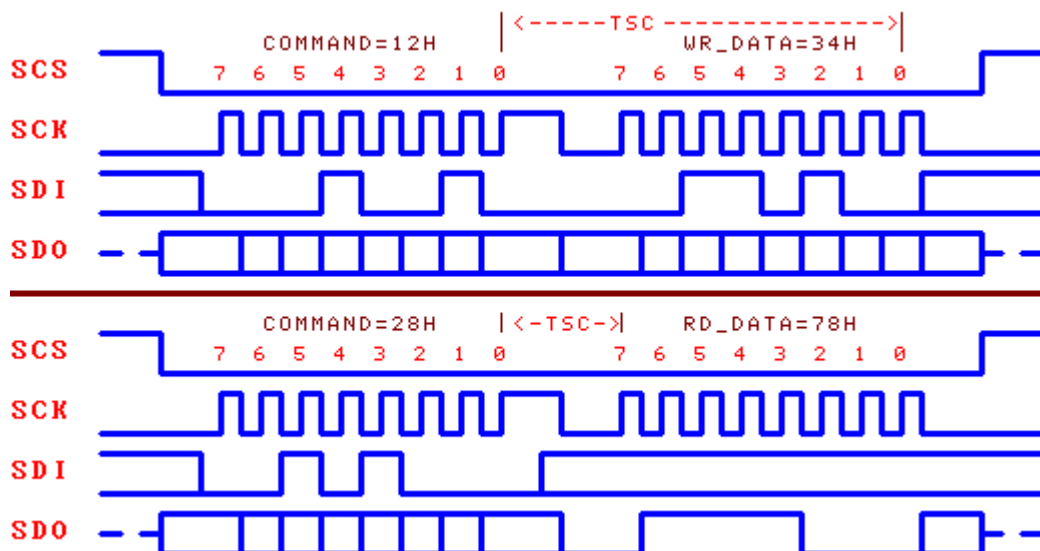 <-----TSC --------------->
COMMAND=12H WR_DATA=34H
SCS 7 6 5 4 3 2 1 0 7 6 5 4 3 2 1 0
SCK
SDI
SDO
COMMAND=28H |<-TSC->| RD_DATA=78H
SCS 7 6 5 4 3 2 1 0 7 6 5 4 3 2 1 0
SCK
SDI
SDO